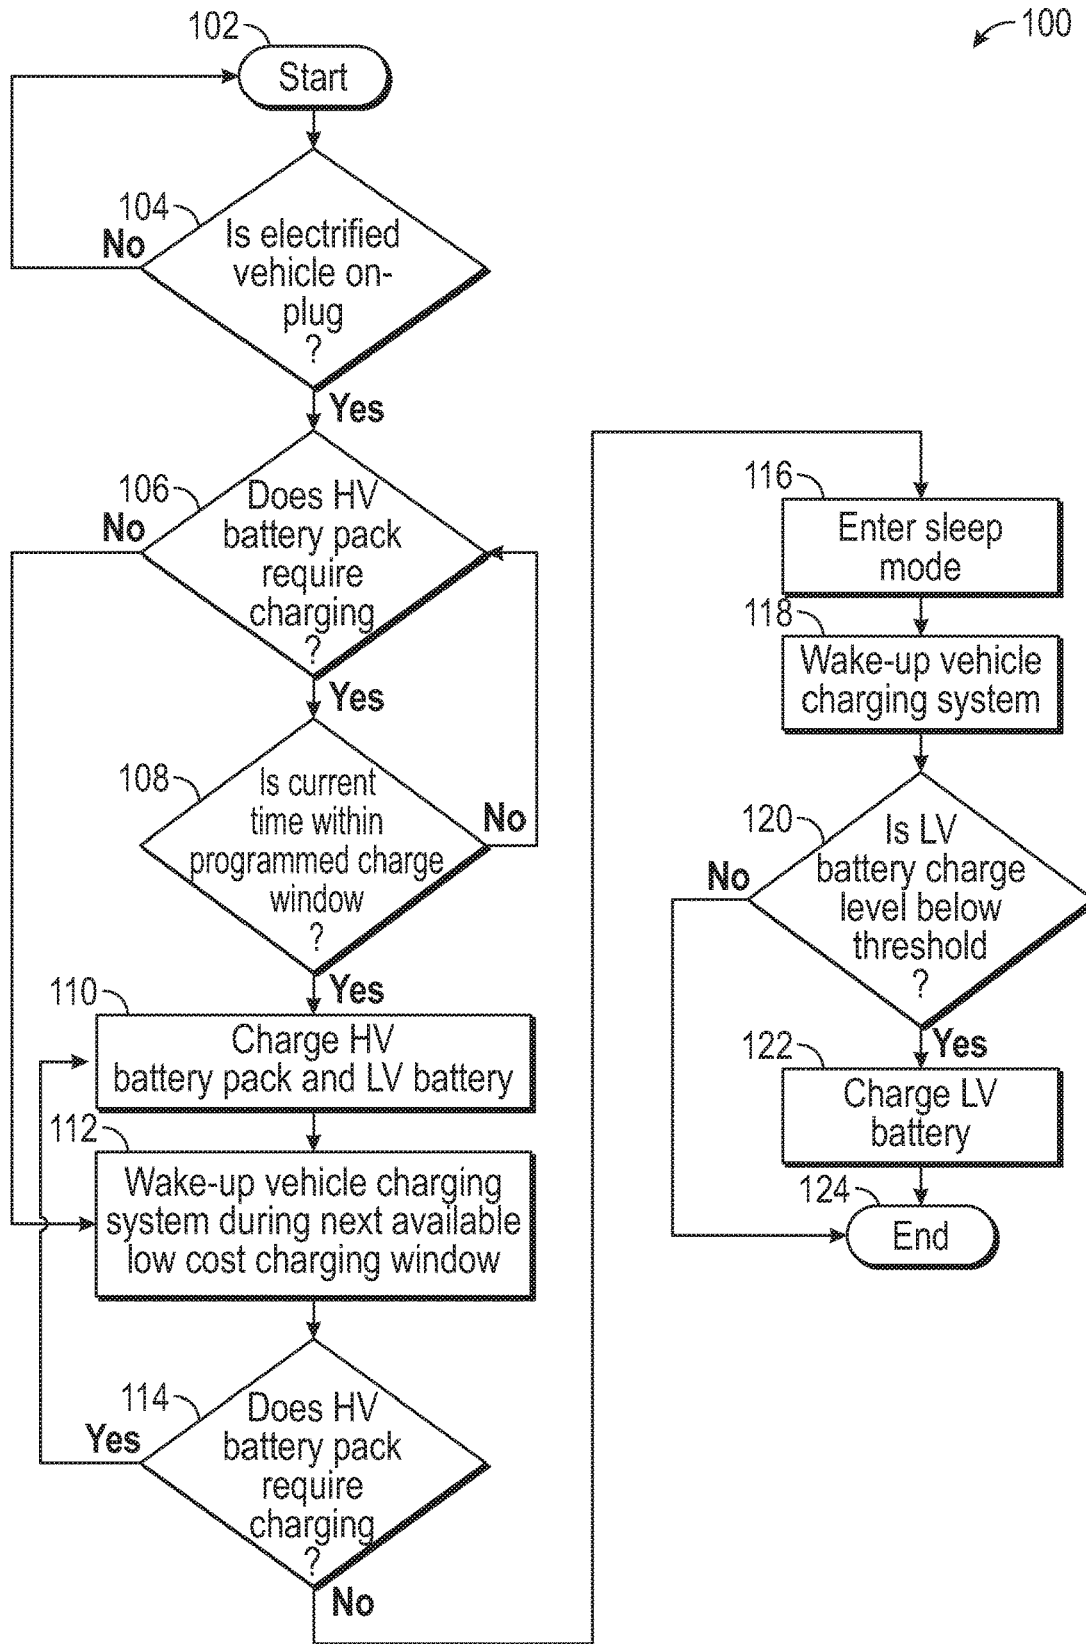 100
102
Start
104
No
Is electrified
vehicle on-
plug
?
Yes
106
No
Does HV
battery pack
require
charging
?
Yes
108
Is current
time within
programmed charge
window
?
No
Yes
110
Charge HV
battery pack and LV battery
112
Wake-up vehicle charging
system during next available
low cost charging window
114
Yes
Does HV
battery pack
require
charging
?
No
116
Enter sleep
mode
118
Wake-up vehicle
charging system
120
No
Is LV
battery charge
level below
threshold
?
Yes
122
Charge LV
battery
124
End